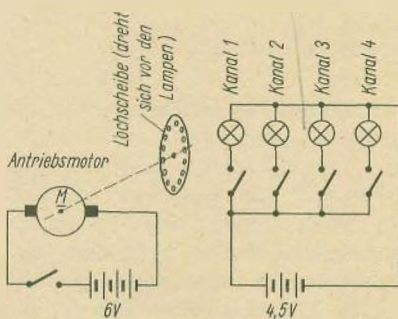 Lochscheibe (dreht
sich vor den
Lampen)
Kanal 1
Kanal 2
Kanal 3
Kanal 4
Antriebsmotor
M
6V
4,5V